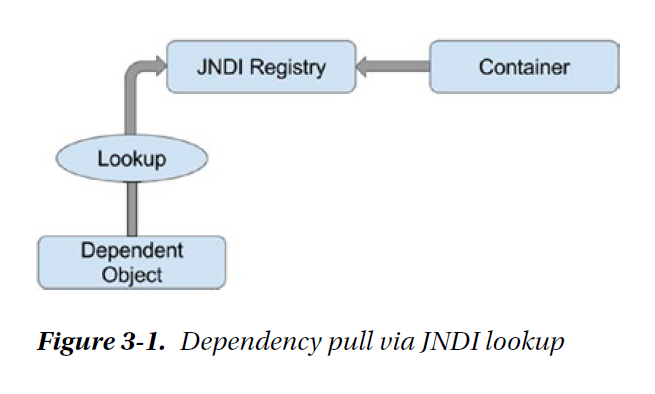 JNDI Registry
Container
Lookup
Dependent
Object
Figure 3-1. Dependency pull via JNDI lookup